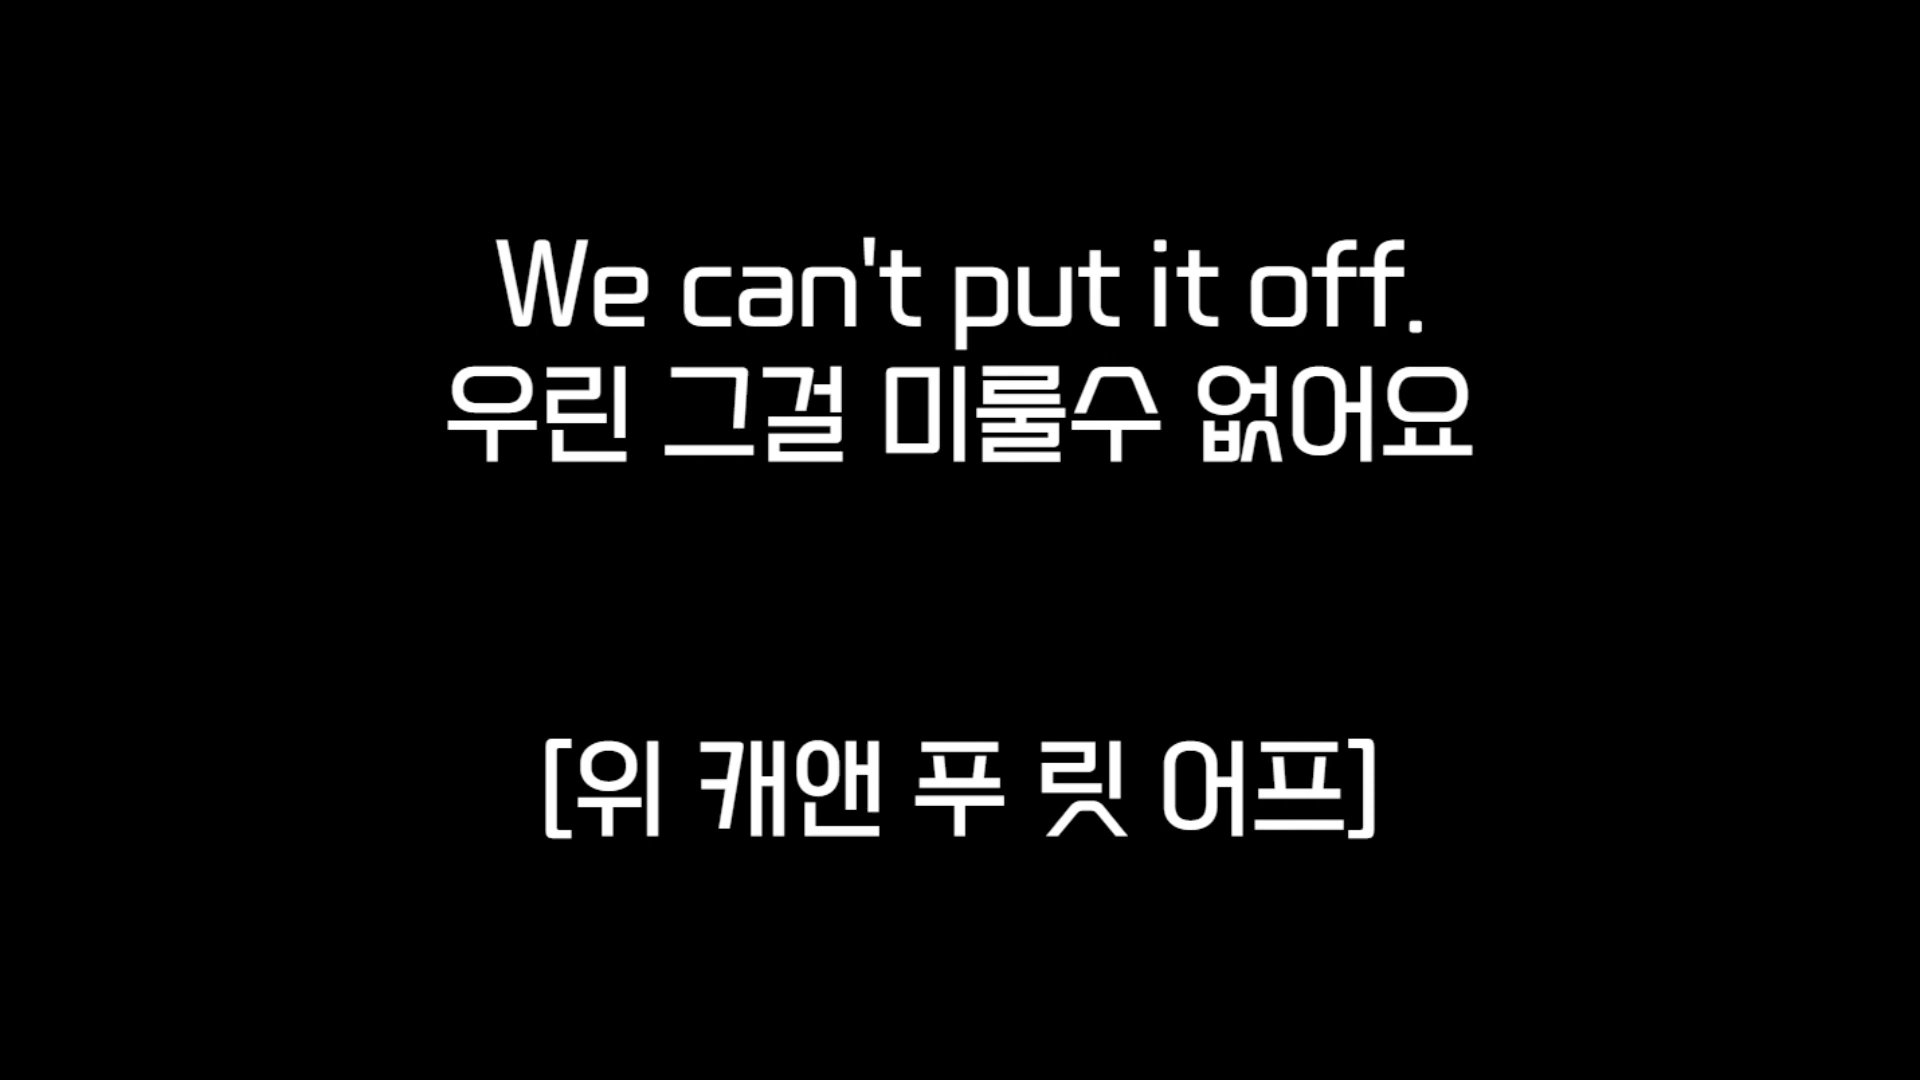 We can't put it off.
우린 그걸 미룰수 없어요
[위 캐앤 푸 릿 어프]